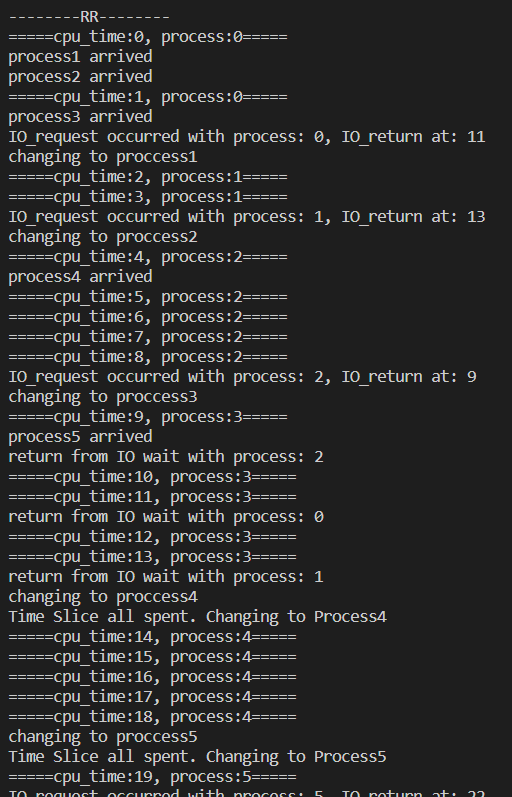 --------RR--------
=====cpu_time:0, process:0=====
process1 arrived
process2 arrived
=====cpu_time:1, process:0=====
process3 arrived
IO_request occurred with process: 0, IO_return at: 11
changing to proccess1
=====cpu_time:2, process:1=====
=====cpu_time:3, process:1=====
IO_request occurred with process: 1, IO_return at: 13
changing to proccess2
=====cpu_time:4, process:2=====
process4 arrived
=====cpu_time:5, process:2=====
=====cpu_time:6, process:2=====
=====cpu_time:7, process:2=====
=====cpu_time:8, process:2=====
IO_request occurred with process: 2, IO_return at: 9
changing to proccess3
=====cpu_time:9, process:3=====
process5 arrived
return from IO wait with process: 2
=====cpu_time:10, process:3=====
=====cpu_time:11, process:3=====
return from IO wait with process: 0
=====cpu_time:12, process:3=====
=====cpu_time:13, process:3=====
return from IO wait with process: 1
changing to proccess4
Time Slice all spent. Changing to Process4
=====cpu_time:14, process:4=====
=====cpu_time:15, process:4=====
=====cpu_time:16, process:4=====
=====cpu_time:17, process:4=====
=====cpu_time:18, process:4=====
changing to proccess5
Time Slice all spent. Changing to Process5
=====cpu_time:19, process:5=====
IO_request occurred with process: 5, IO_return at: 22